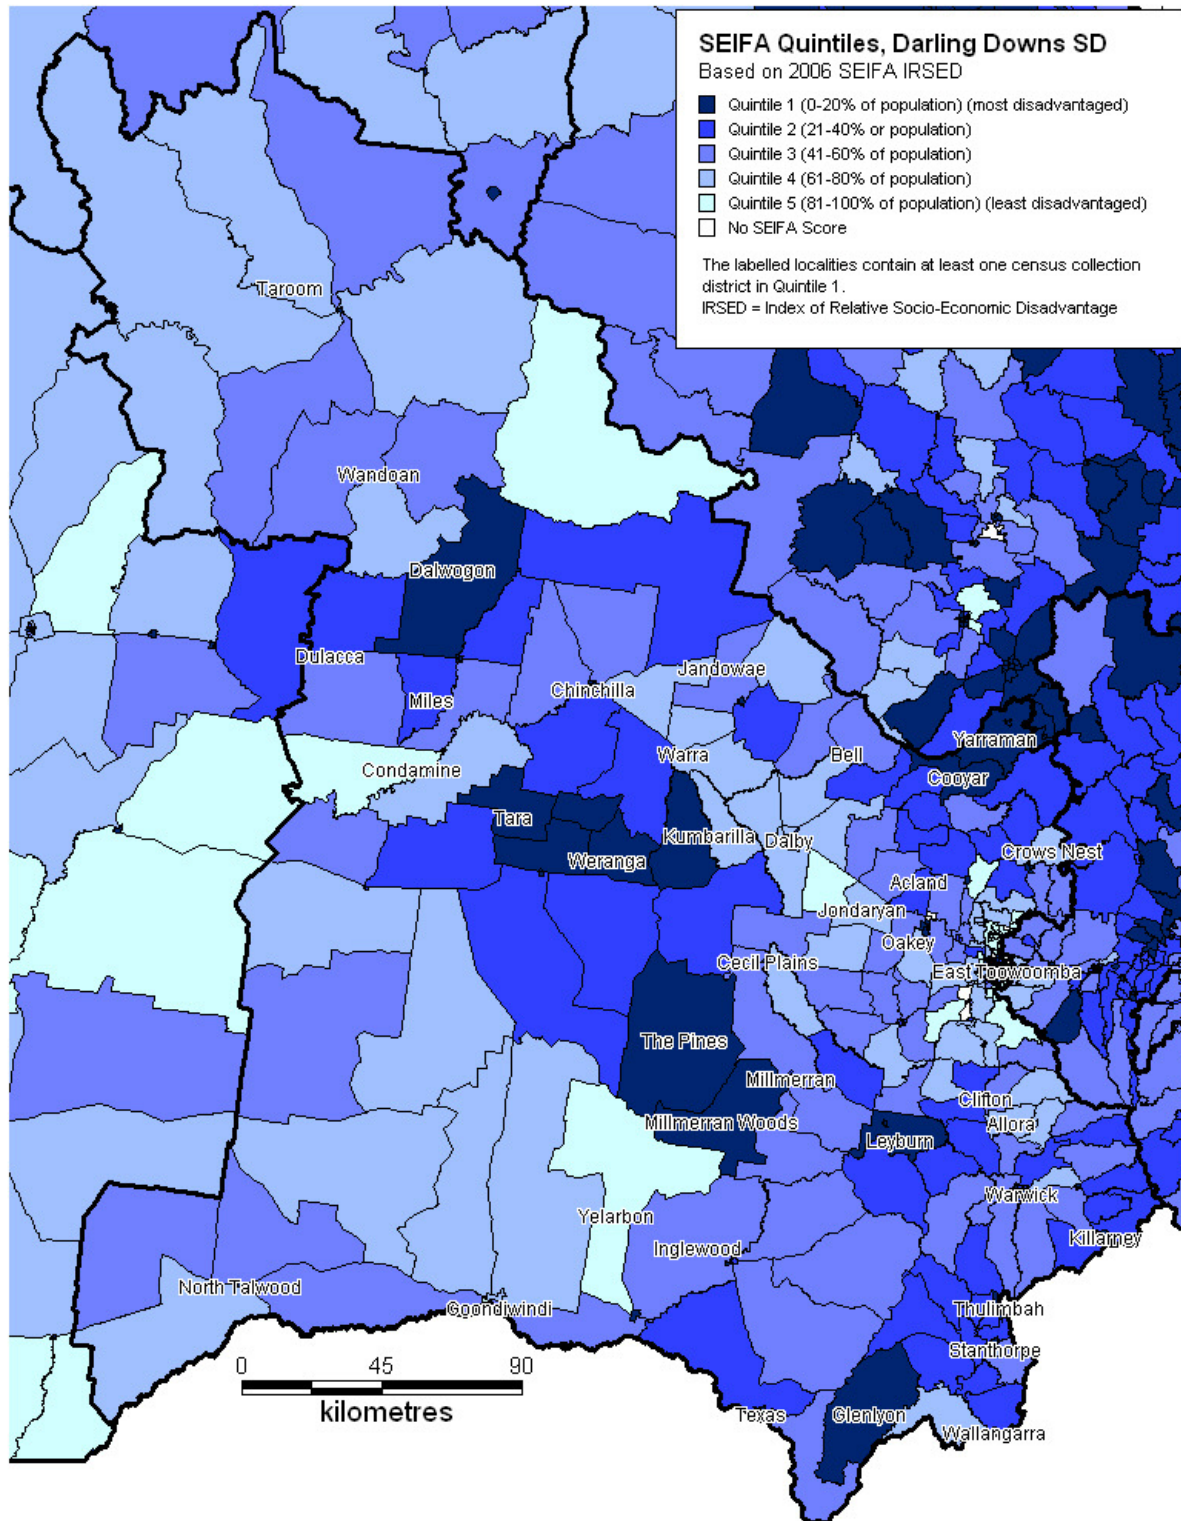 SEIFA Quintiles, Darling Downs SD
Based on 2006 SEIFA IRSED
Quintile 1 (0-20% of population) (most disadvantaged)
Quintile 2 (21-40% or population)
Quintile 3 (41-60% of population)
Quintile 4 (61-80% of population)
Quintile 5 (81-100% of population) (least disadvantaged)
No SEIFA Score
The labelled localities contain at least one census collection
district in Quintile 1.
IRSED = Index of Relative Socio-Economic Disadvantage
Taroom
Wandoan
Dalwogon
Dulacca
Jandowae
Miles
Chinchilla
Yarraman
Warra
Bell
Condamine
Cooyar
Tara
Kumbarilla
Dalby
Crows Nest
Weranga
Acland
Jondaryan
Oakey
Cecil Plains
East Toowoomba
The Pines
Millmerran
Clifton
Millmerran Woods
Allora
Leyburn
Warwick
Yelarbon
Killarney
Inglewood
North Talwood
Goondiwindi
Thulimbah
Stanthorpe
0 45 90
kilometres
Texas
Glenlyon
Wallangarra